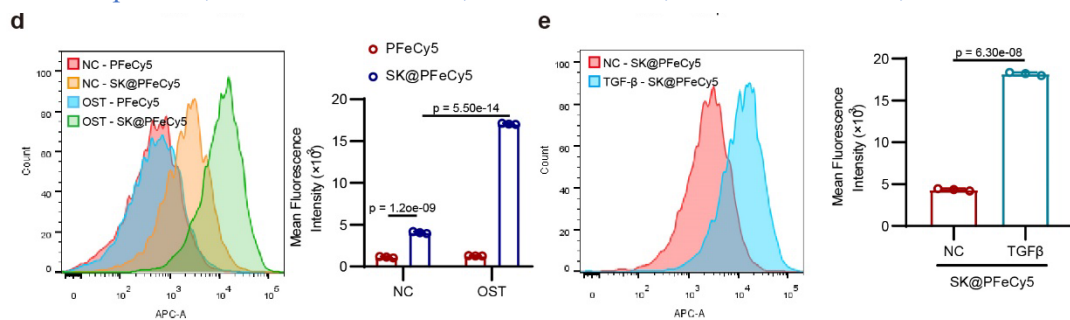 d
NC - PFeCy5
NC - SK@PFeCy5
OST - PFeCy5
OST - SK@PFeCy5
100
80
60
40
20
0
Count
0
10²
10³
10⁴
10⁶
APC-A
PFeCy5
SK@PFeCy5
Mean Fluorescence
Intensity (×10³)
20
15
10
5
0
p = 5.50e-14
p = 1.20e-09
NC
OST
e
NC - SK@PFeCy5
TGF-β - SK@PFeCy5
100
80
60
40
20
0
Count
0
10²
10³
10⁴
10⁵
APC-A
Mean Fluorescence
Intensity (×10³)
20
15
10
5
0
p = 6.30e-08
NC
TGFβ
SK@PFeCy5